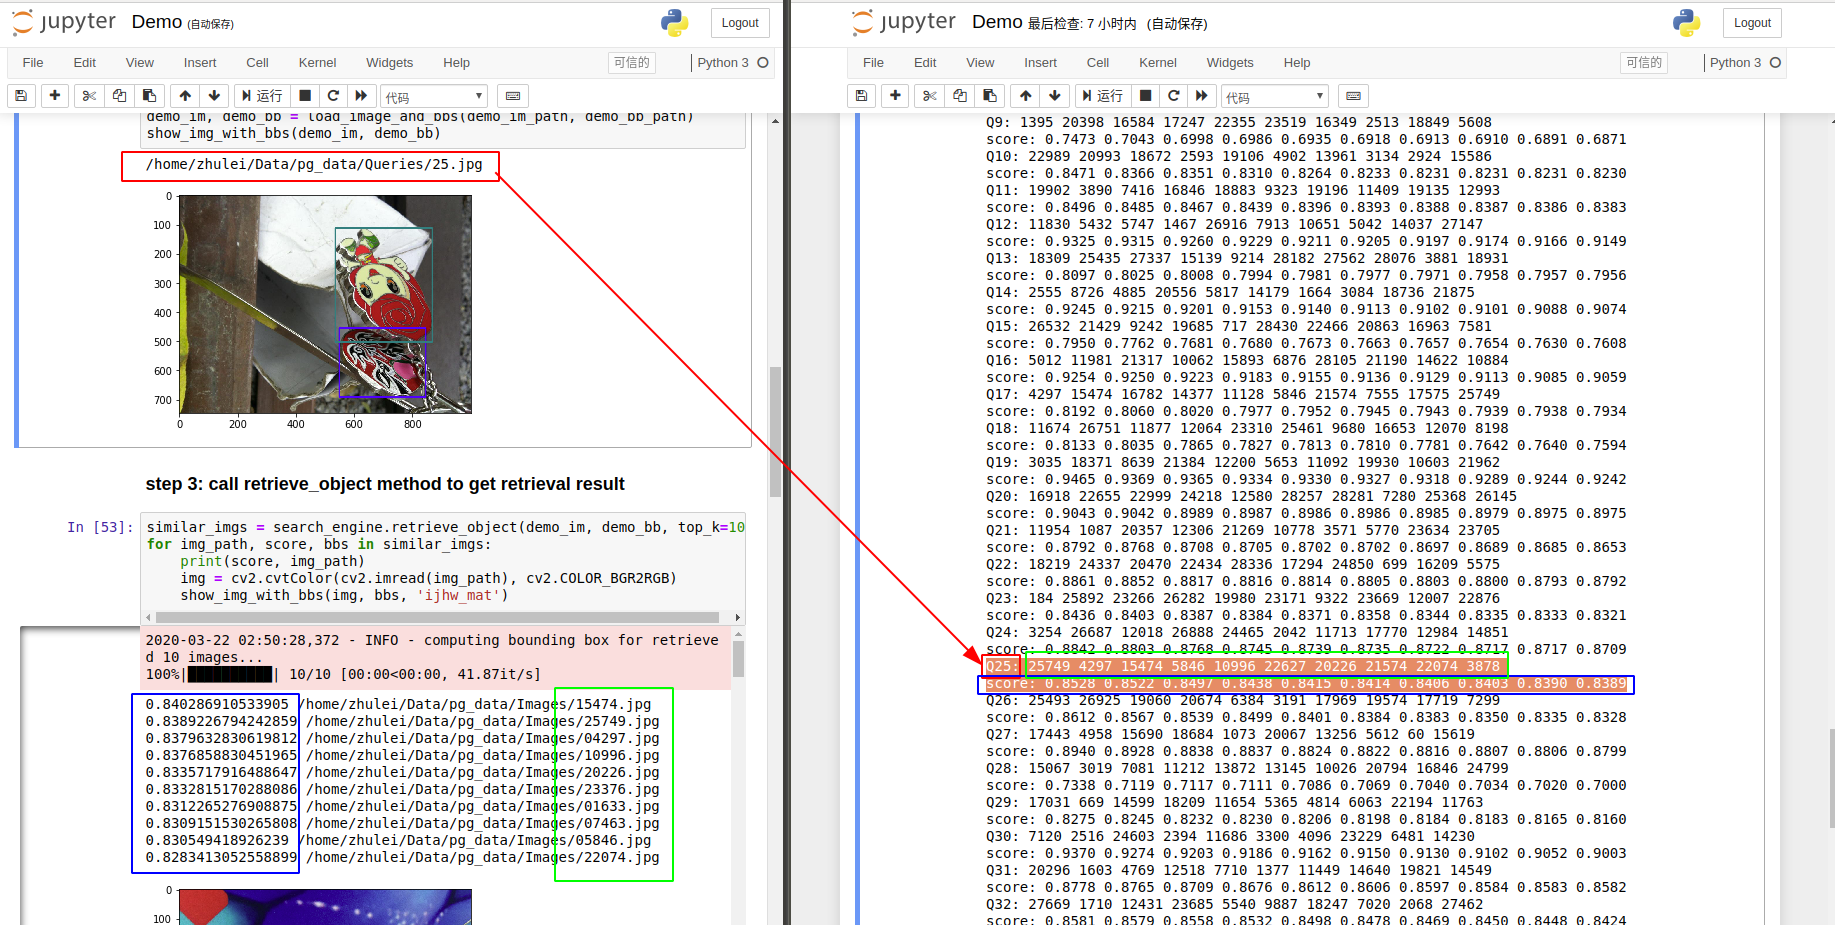 jupyter Demo (自动保存) Logout
File Edit View Insert Cell Kernel Widgets Help 可信的 Python 3
运行 代码
demo_im, demo_bb = load_image_and_bbs(demo_im_path, demo_bb_path)
show_img_with_bbs(demo_im, demo_bb)
/home/zhulei/Data/pg_data/Queries/25.jpg
0
100
200
300
400
500
600
700
0 200 400 600 800
step 3: call retrieve_object method to get retrieval result
In [53]: similar_imgs = search_engine.retrieve_object(demo_im, demo_bb, top_k=10
for img_path, score, bbs in similar_imgs:
print(score, img_path)
img = cv2.cvtColor(cv2.imread(img_path), cv2.COLOR_BGR2RGB)
show_img_with_bbs(img, bbs, 'ijhw_mat')
2020-03-22 02:50:28,372 - INFO - computing bounding box for retrieve
d 10 images...
100%|██████████| 10/10 [00:00<00:00, 41.87it/s]
0.840286910533905 /home/zhulei/Data/pg_data/Images/15474.jpg
0.8389226794242859 /home/zhulei/Data/pg_data/Images/25749.jpg
0.8379632830619812 /home/zhulei/Data/pg_data/Images/04297.jpg
0.8376858830451965 /home/zhulei/Data/pg_data/Images/10996.jpg
0.8335717916488647 /home/zhulei/Data/pg_data/Images/20226.jpg
0.8332815170288086 /home/zhulei/Data/pg_data/Images/23376.jpg
0.8312265276908875 /home/zhulei/Data/pg_data/Images/01633.jpg
0.8309151530265808 /home/zhulei/Data/pg_data/Images/07463.jpg
0.830549418926239 /home/zhulei/Data/pg_data/Images/05846.jpg
0.8283413052558899 /home/zhulei/Data/pg_data/Images/22074.jpg
0
100
jupyter Demo 最后检查: 7 小时内 (自动保存) Logout
File Edit View Insert Cell Kernel Widgets Help 可信的 Python 3
运行 代码
Q9: 1395 20398 16584 17247 22355 23519 16349 2513 18849 5608
score: 0.7473 0.7043 0.6998 0.6986 0.6935 0.6918 0.6913 0.6910 0.6891 0.6871
Q10: 22989 20993 18672 2593 19106 4902 13961 3134 2924 15586
score: 0.8471 0.8366 0.8351 0.8310 0.8264 0.8233 0.8231 0.8231 0.8231 0.8230
Q11: 19902 3890 7416 16846 18883 9323 19196 11409 19135 12993
score: 0.8496 0.8485 0.8467 0.8439 0.8396 0.8393 0.8388 0.8387 0.8386 0.8383
Q12: 11830 5432 5747 1467 26916 7913 10651 5042 14037 27147
score: 0.9325 0.9315 0.9260 0.9229 0.9211 0.9205 0.9197 0.9174 0.9166 0.9149
Q13: 18309 25435 27337 15139 9214 28182 27562 28076 3881 18931
score: 0.8097 0.8025 0.8008 0.7994 0.7981 0.7977 0.7971 0.7958 0.7957 0.7956
Q14: 2555 8726 4885 20556 5817 14179 1664 3084 18736 21875
score: 0.9245 0.9215 0.9201 0.9153 0.9140 0.9113 0.9102 0.9101 0.9088 0.9074
Q15: 26532 21429 9242 19685 717 28430 22466 20863 16963 7581
score: 0.7950 0.7762 0.7681 0.7680 0.7673 0.7663 0.7657 0.7654 0.7630 0.7608
Q16: 5012 11981 21317 10062 15893 6876 28105 21190 14622 10884
score: 0.9254 0.9250 0.9223 0.9183 0.9155 0.9136 0.9129 0.9113 0.9085 0.9059
Q17: 4297 15474 16782 14377 11128 5846 21574 7555 17575 25749
score: 0.8192 0.8060 0.8020 0.7977 0.7952 0.7945 0.7943 0.7939 0.7938 0.7934
Q18: 11674 26751 11877 12064 23310 25461 9680 16653 12070 8198
score: 0.8133 0.8035 0.7865 0.7827 0.7813 0.7810 0.7781 0.7642 0.7640 0.7594
Q19: 3035 18371 8639 21384 12200 5653 11092 19930 10603 21962
score: 0.9465 0.9369 0.9365 0.9334 0.9330 0.9327 0.9318 0.9289 0.9244 0.9242
Q20: 16918 22655 22999 24218 12580 28257 28281 7280 25368 26145
score: 0.9043 0.9042 0.8989 0.8987 0.8986 0.8986 0.8985 0.8979 0.8975 0.8975
Q21: 11954 1087 20357 12306 21269 10778 3571 5770 23634 23705
score: 0.8792 0.8768 0.8708 0.8705 0.8702 0.8702 0.8697 0.8689 0.8685 0.8653
Q22: 18219 24337 20470 22434 28336 17294 24850 699 16209 5575
score: 0.8861 0.8852 0.8817 0.8816 0.8814 0.8805 0.8803 0.8800 0.8793 0.8792
Q23: 184 25892 23266 26282 19980 23171 9322 23669 12007 22876
score: 0.8436 0.8403 0.8387 0.8384 0.8371 0.8358 0.8344 0.8335 0.8333 0.8321
Q24: 3254 26687 12018 26888 24465 2042 11713 17770 12984 14851
score: 0.8842 0.8803 0.8768 0.8745 0.8739 0.8735 0.8722 0.8717 0.8717 0.8709
Q25: 25749 4297 15474 5846 10996 22627 20226 21574 22074 3878
score: 0.8528 0.8522 0.8497 0.8438 0.8415 0.8414 0.8406 0.8403 0.8390 0.8389
Q26: 25493 26925 19060 20674 6384 3191 17969 19574 17719 7299
score: 0.8612 0.8567 0.8539 0.8499 0.8401 0.8384 0.8383 0.8350 0.8335 0.8328
Q27: 17443 4958 15690 18684 1073 20067 13256 5612 60 15619
score: 0.8940 0.8928 0.8838 0.8837 0.8824 0.8822 0.8816 0.8807 0.8806 0.8799
Q28: 15067 3019 7081 11212 13872 13145 10026 20794 16846 24799
score: 0.7338 0.7119 0.7117 0.7111 0.7086 0.7069 0.7040 0.7034 0.7020 0.7000
Q29: 17031 669 14599 18209 11654 5365 4814 6063 22194 11763
score: 0.8275 0.8245 0.8232 0.8230 0.8206 0.8198 0.8184 0.8183 0.8165 0.8160
Q30: 7120 2516 24603 2394 11686 3300 4096 23229 6481 14230
score: 0.9370 0.9274 0.9203 0.9186 0.9162 0.9150 0.9130 0.9102 0.9052 0.9003
Q31: 20296 1603 4769 12518 7710 1377 11449 14640 19821 14549
score: 0.8778 0.8765 0.8709 0.8676 0.8612 0.8606 0.8597 0.8584 0.8583 0.8582
Q32: 27669 1710 12431 23685 5540 9887 18247 7020 2068 27462
score: 0.8581 0.8579 0.8558 0.8532 0.8498 0.8478 0.8469 0.8450 0.8448 0.8424